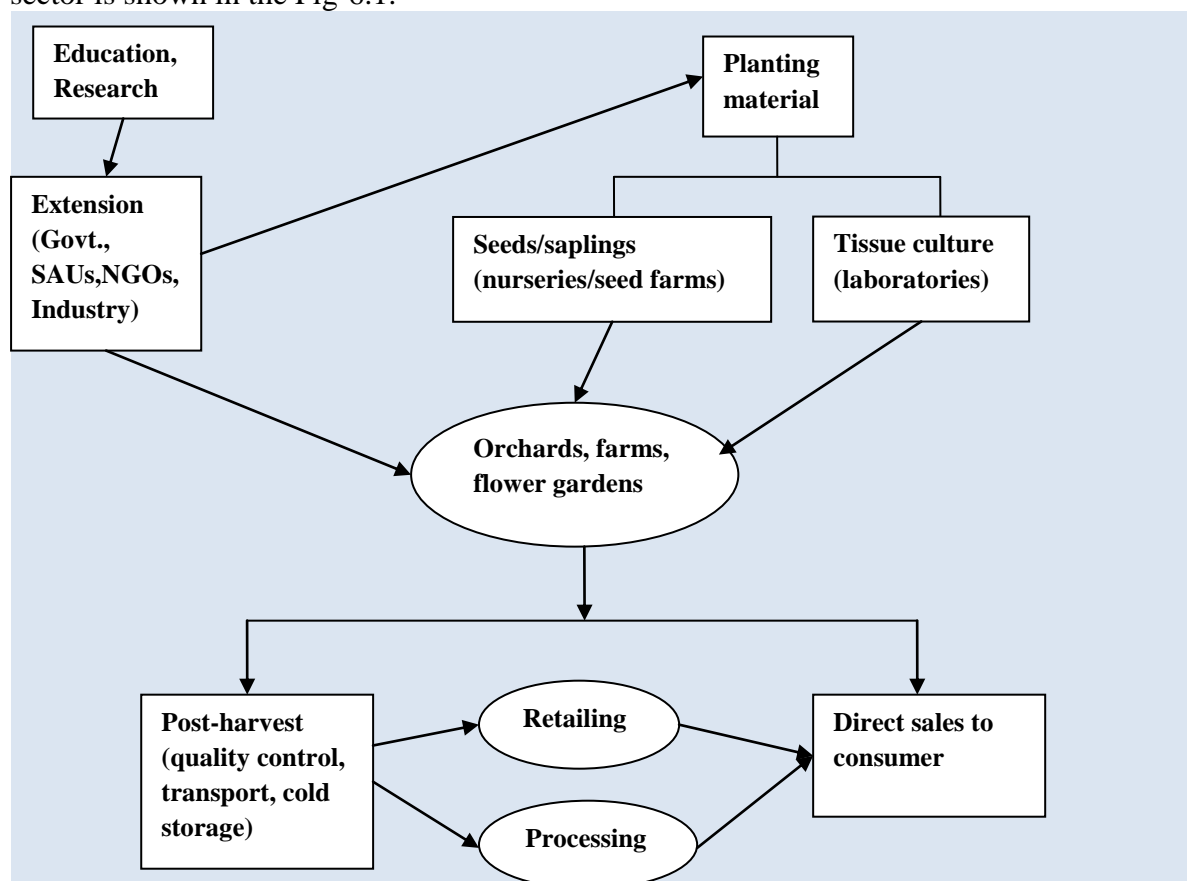 sector is shown in the Fig-6.1.
Education,
Research
Planting
material
Extension
(Govt.,
SAUs,NGOs,
Industry)
Seeds/saplings
(nurseries/seed farms)
Tissue culture
(laboratories)
Orchards, farms,
flower gardens
Post-harvest
(quality control,
transport, cold
storage)
Retailing
Processing
Direct sales to
consumer